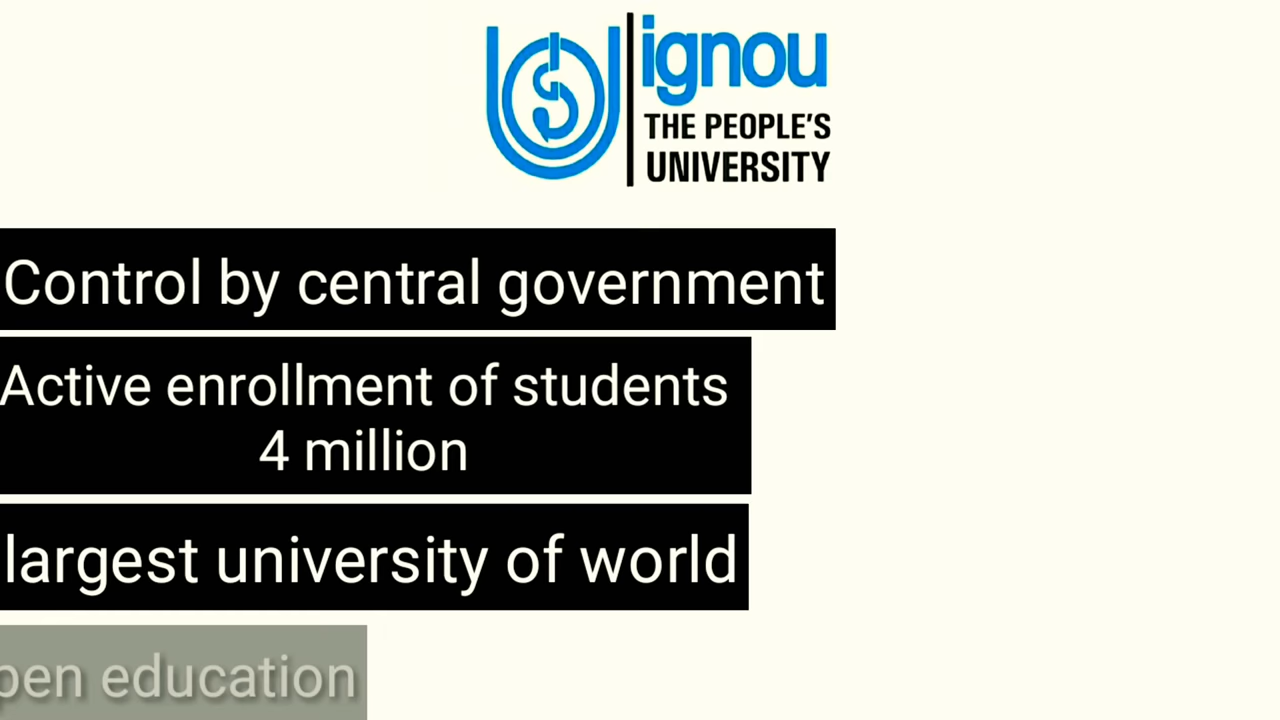 ignou
THE PEOPLE'S
UNIVERSITY
Control by central government
Active enrollment of students
4 million
largest university of world
education